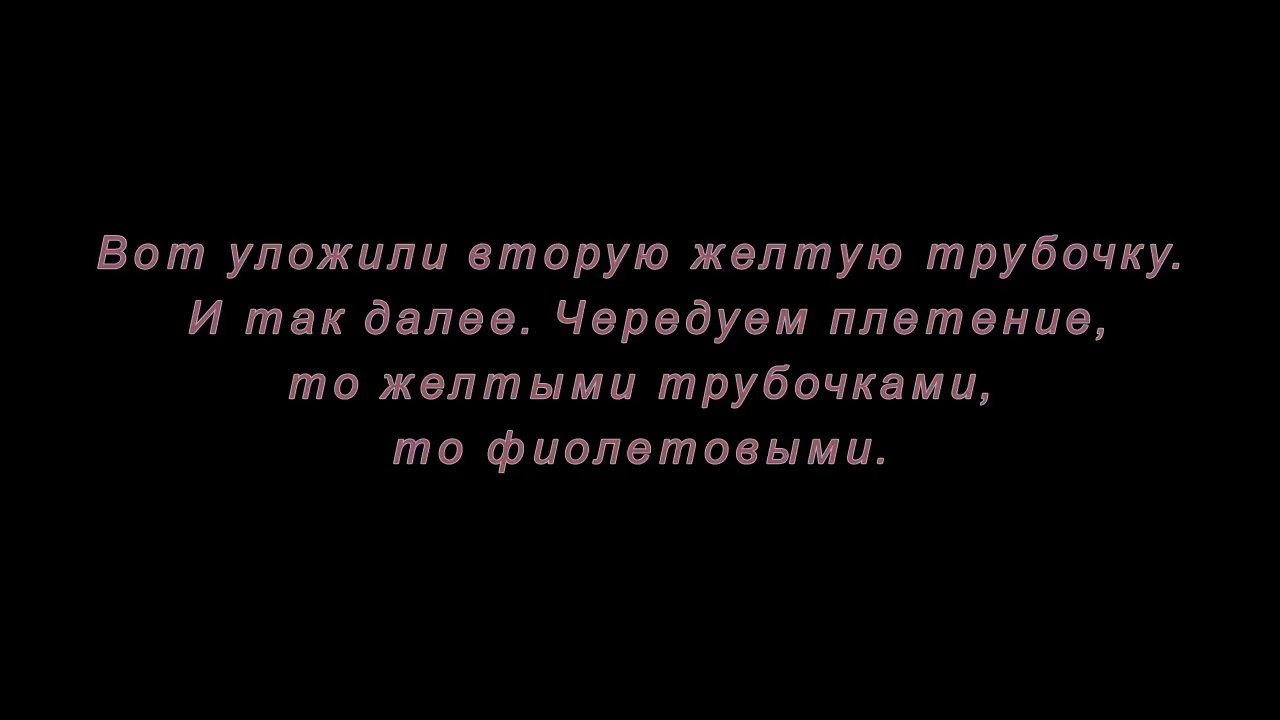 Вот уложили вторую желтую трубочку.
И так далее. Чередуем плетение,
то желтыми трубочками,
то фиолетовыми.